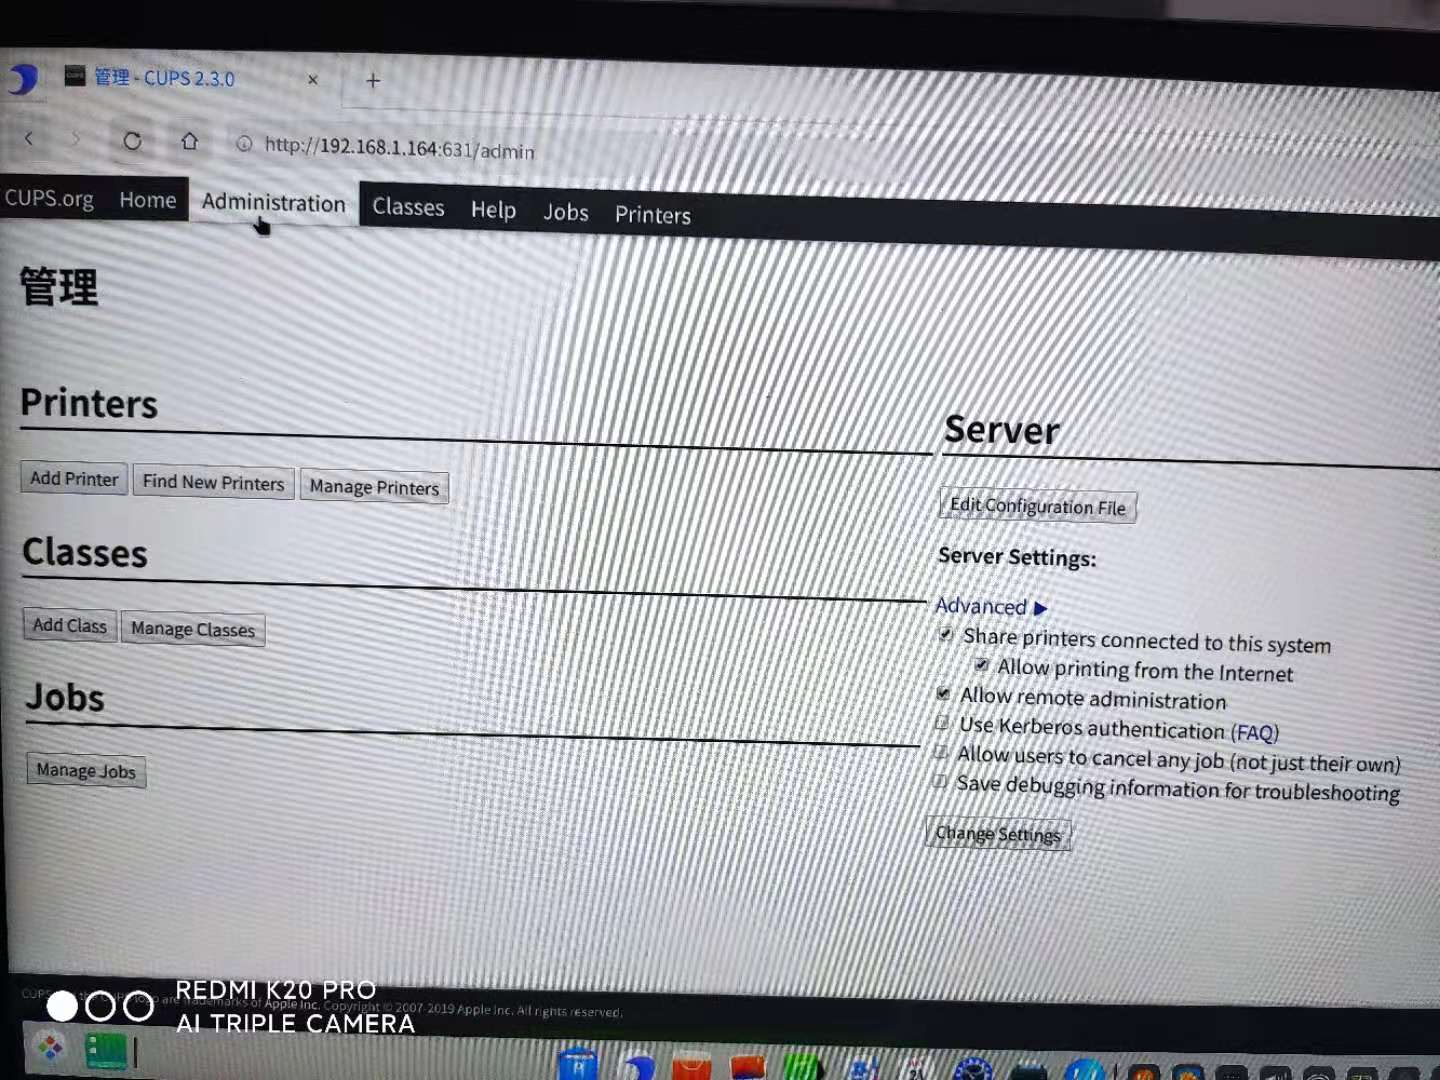 管理 - CUPS 2.3.0
http://192.168.1.164:631/admin
CUPS.org Home Administration Classes Help Jobs Printers
管理
Printers
Add Printer Find New Printers Manage Printers
Classes
Add Class Manage Classes
Jobs
Manage Jobs
Server
Edit Configuration File
Server Settings:
Advanced ▶
Share printers connected to this system
Allow printing from the Internet
Allow remote administration
Use Kerberos authentication (FAQ)
Allow users to cancel any job (not just their own)
Save debugging information for troubleshooting
Change Settings
are trademarks of Apple Inc. Copyright © 2007-2019 Apple Inc. All rights reserved.
REDMI K20 PRO
AI TRIPLE CAMERA